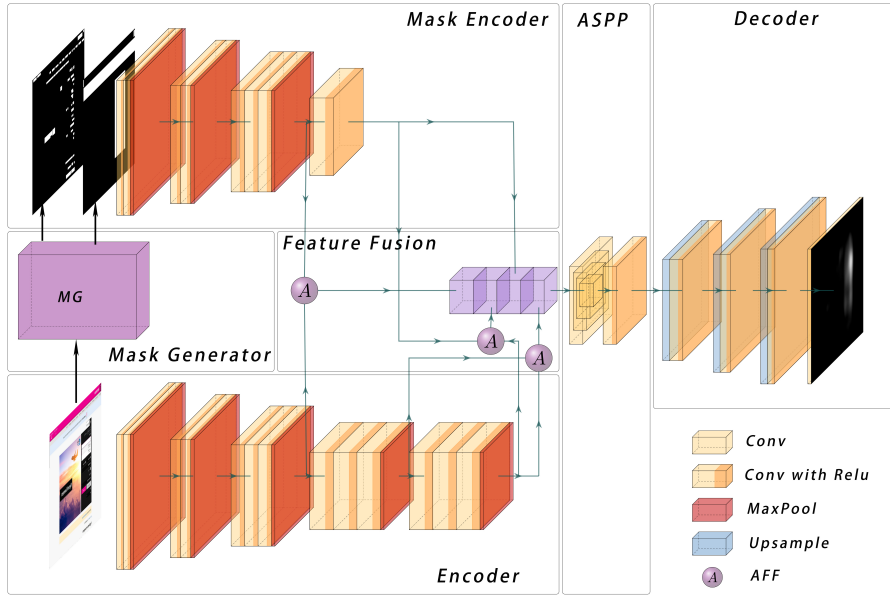 Mask Encoder
ASPP
Decoder
Feature Fusion
MG
A
A
A
Mask Generator
Conv
Conv with Relu
MaxPool
Upsample
A AFF
Encoder